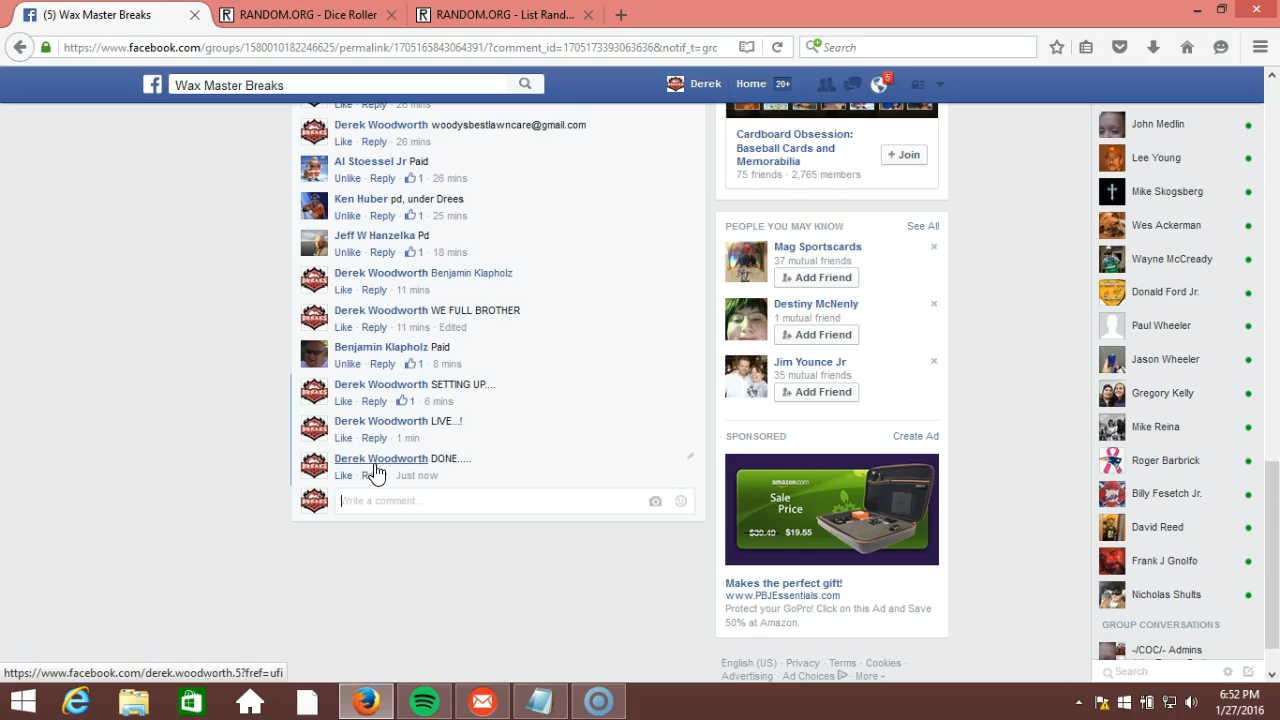 (5) Wax Master Breaks
RANDOM.ORG - Dice Roller
RANDOM.ORG - List Rand...
https://www.facebook.com/groups/1580010182246625/permalink/1705165843064391/?comment_id=1705173393063636&notif_t=grc
Search
Wax Master Breaks
Derek
Home 20+
5
26 mins
Derek Woodworth woodysbestlawncare@gmail.com
Like · Reply · 26 mins
Al Stoessel Jr Paid
Unlike · Reply · 1 · 26 mins
Ken Huber pd, under Drees
Unlike · Reply · 1 · 25 mins
Jeff W Hanzelka Pd
Unlike · Reply · 1 · 18 mins
Derek Woodworth Benjamin Klapholz
Like · Reply · 11 mins
Derek Woodworth WE FULL BROTHER
Like · Reply · 11 mins · Edited
Benjamin Klapholz Paid
Unlike · Reply · 1 · 8 mins
Derek Woodworth SETTING UP....
Like · Reply · 1 · 6 mins
Derek Woodworth LIVE...!
Like · Reply · 1 min
Derek Woodworth DONE.....
Like · Just now
Write a comment...
Cardboard Obsession:
Baseball Cards and
Memorabilia
75 friends · 2,765 members
+ Join
PEOPLE YOU MAY KNOW
See All
Mag Sportscards
37 mutual friends
Add Friend
Destiny McNenly
1 mutual friend
Add Friend
Jim Younce Jr
35 mutual friends
Add Friend
SPONSORED
Create Ad
amazon.com
Sale
Price
$39.49 $19.55
Makes the perfect gift!
www.PBJEssentials.com
Protect your GoPro! Click on this Ad and Save
50% at Amazon.
English (US) · Privacy · Terms · Cookies ·
Advertising · Ad Choices · More
John Medlin
Lee Young
Mike Skogsberg
Wes Ackerman
Wayne McCready
Donald Ford Jr.
Paul Wheeler
Jason Wheeler
Gregory Kelly
Mike Reina
Roger Barbrick
Billy Fesetch Jr.
David Reed
Frank J Gnolfo
Nicholas Shults
GROUP CONVERSATIONS
-/COC/- Admins
Search
https://www.facebook.com/derek.woodworth.5?fref=ufi
6:52 PM
1/27/2016